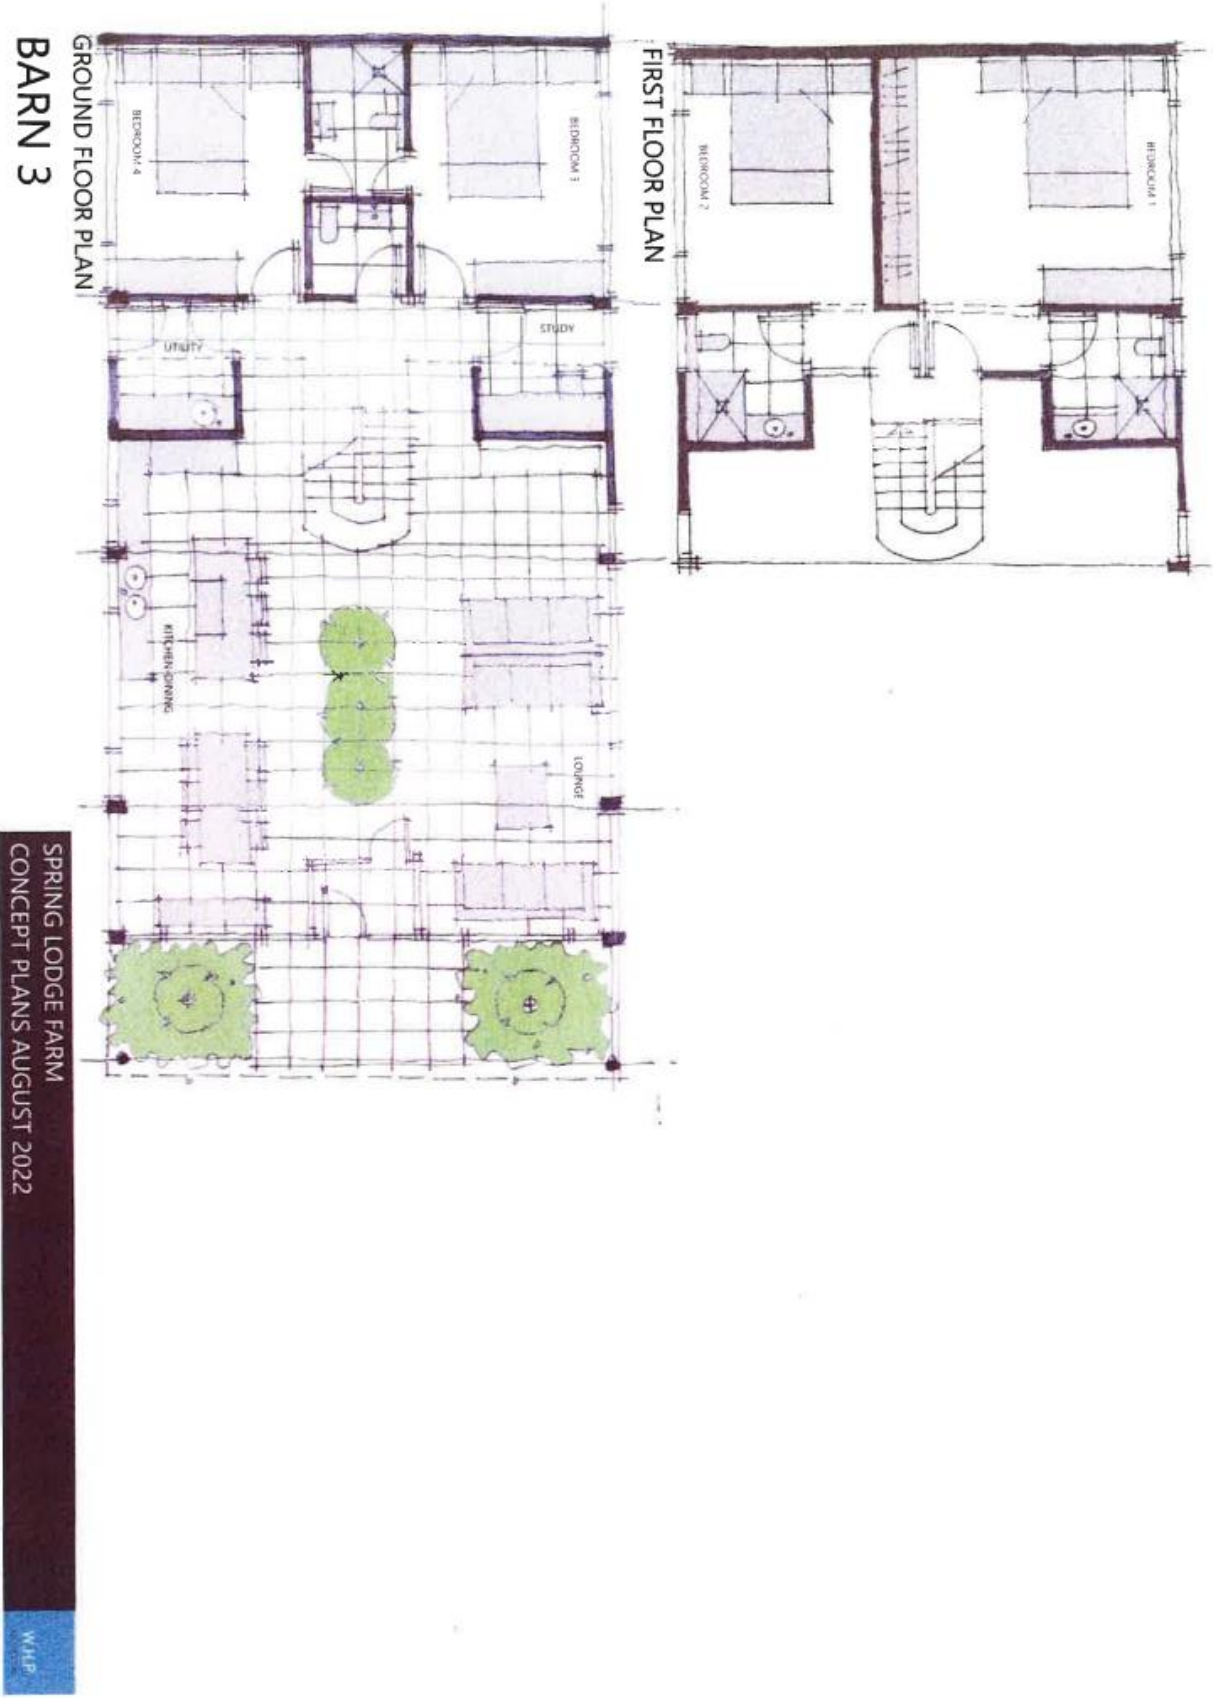 FIRST FLOOR PLAN
BEDROOM 1
BEDROOM 2
GROUND FLOOR PLAN
BEDROOM 3
BEDROOM 4
STUDY
UTILITY
KITCHEN-DINING
LOUNGE
BARN 3
SPRING LODGE FARM
CONCEPT PLANS AUGUST 2022
W.H.P